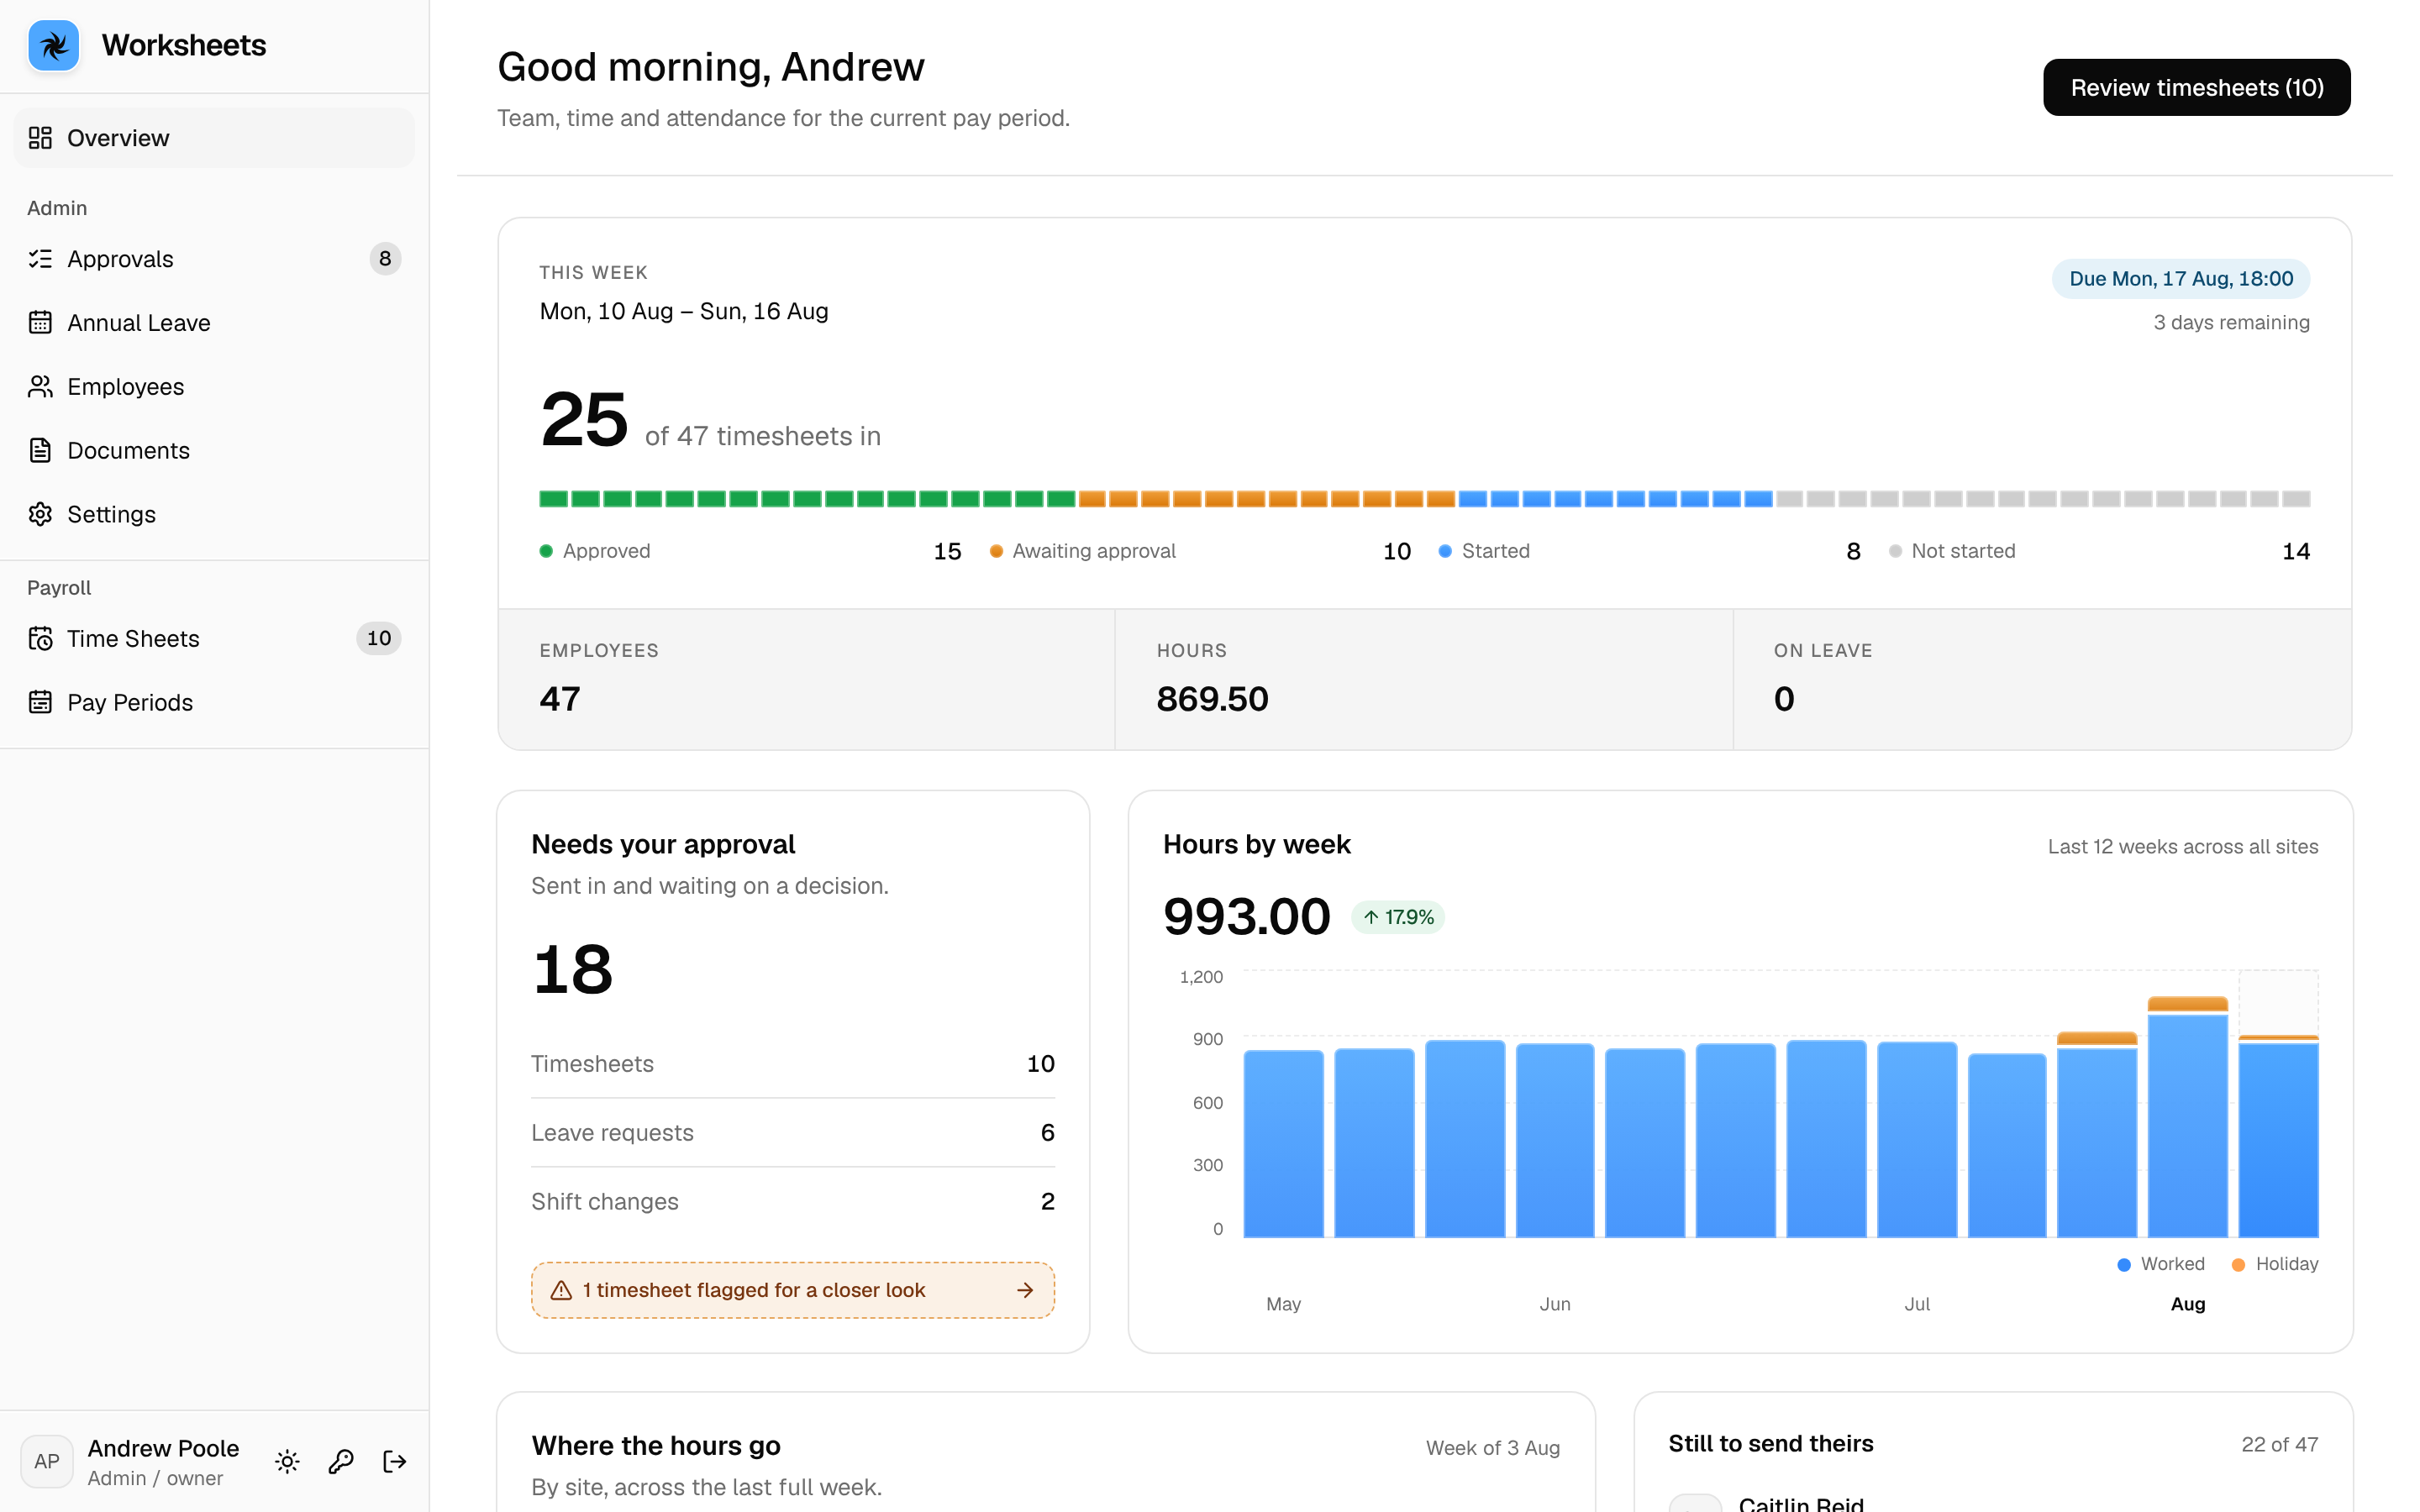 Worksheets
Overview
Admin
Approvals 8
Annual Leave
Employees
Documents
Settings
Payroll
Time Sheets 10
Pay Periods
AP
Andrew Poole
Admin / owner
Good morning, Andrew
Team, time and attendance for the current pay period.
Review timesheets (10)
THIS WEEK
Mon, 10 Aug – Sun, 16 Aug
Due Mon, 17 Aug, 18:00
3 days remaining
25 of 47 timesheets in
Approved 15 Awaiting approval 10 Started 8 Not started 14
EMPLOYEES
47
HOURS
869.50
ON LEAVE
0
Needs your approval
Sent in and waiting on a decision.
18
Timesheets 10
Leave requests 6
Shift changes 2
1 timesheet flagged for a closer look
Hours by week
Last 12 weeks across all sites
993.00 ↑ 17.9%
1,200
900
600
300
0
Worked Holiday
May Jun Jul Aug
Where the hours go
Week of 3 Aug
By site, across the last full week.
Still to send theirs
22 of 47
Caitlin Reid